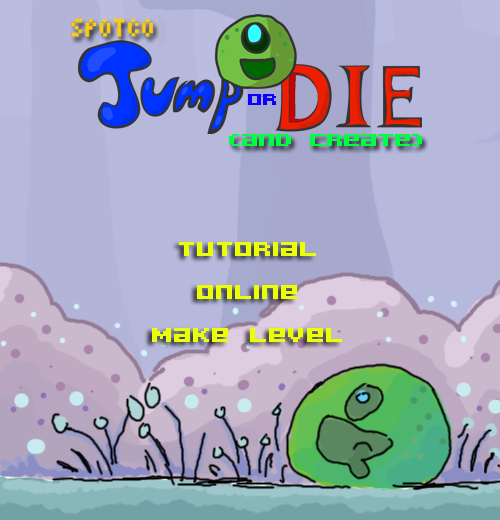 SPOTCO
Jump OR DIE
(AND CREATE)
TUTORIAL
ONLINE
MAKE LEVEL